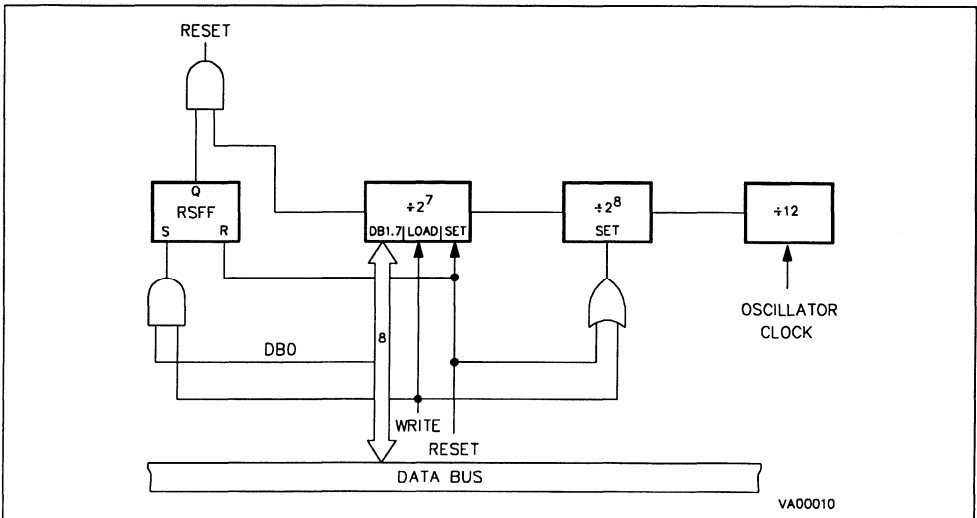 RESET
Q
RSFF
S R
÷2⁷
DB1.7 LOAD SET
÷2⁸
SET
÷12
OSCILLATOR
CLOCK
8
DB0
WRITE
RESET
DATA BUS
VA00010